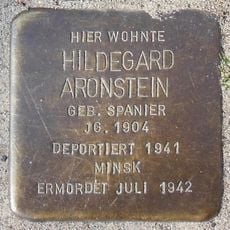 HIER WOHNTE
HILDEGARD
ARONSTEIN
GEB. SPANIER
JG. 1904
DEPORTIERT 1941
MINSK
ERMORDET JULI 1942